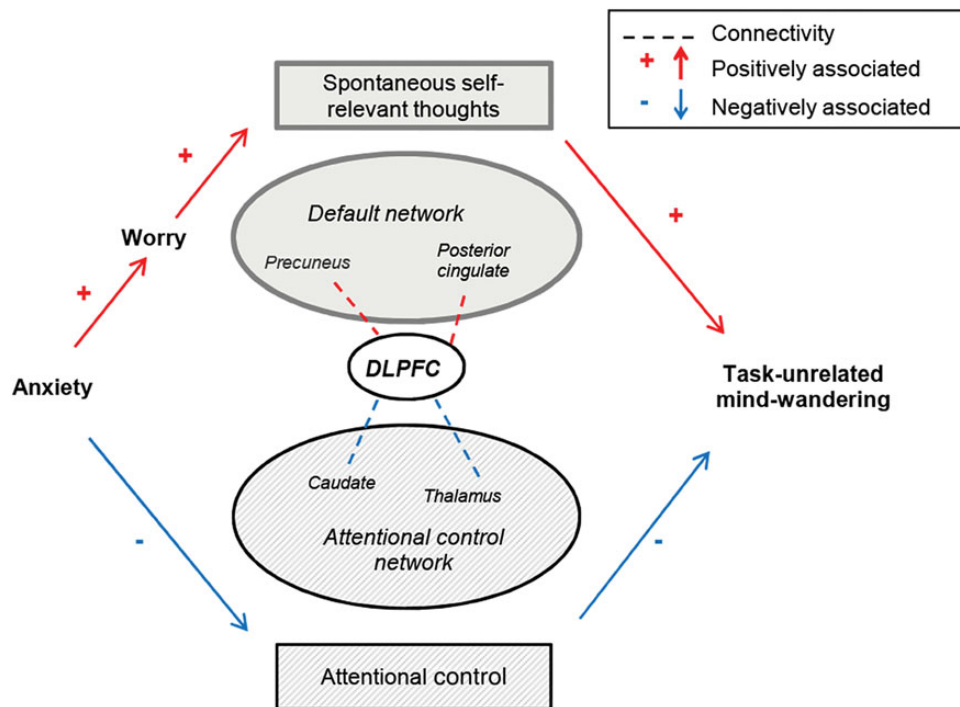 Connectivity
+ Positively associated
- Negatively associated
Spontaneous self-
relevant thoughts
+
+
Default network
Worry
Precuneus
Posterior
cingulate
+
DLPFC
Anxiety
Task-unrelated
mind-wandering
Caudate
Thalamus
-
Attentional control
network
-
Attentional control